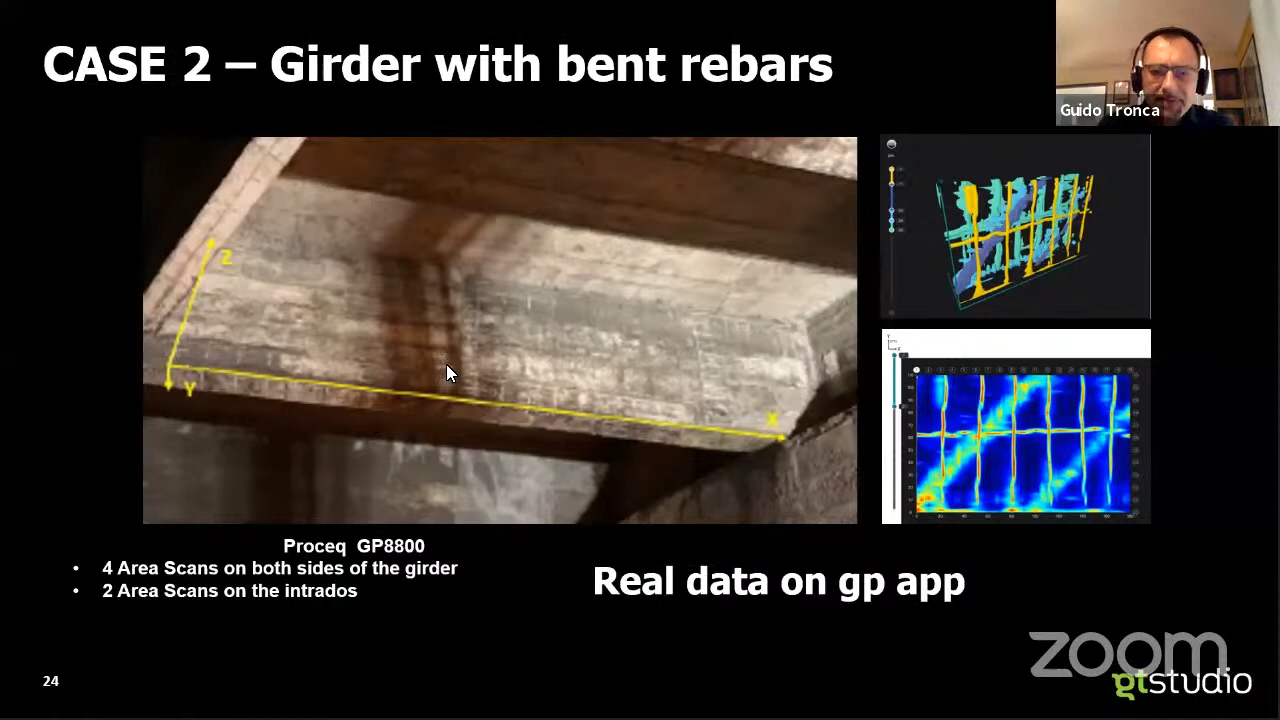 CASE 2 – Girder with bent rebars
Guido Tronca
Z
Y
X
Proceq GP8800
• 4 Area Scans on both sides of the girder
• 2 Area Scans on the intrados
Real data on gp app
zoom
gtstudio
24